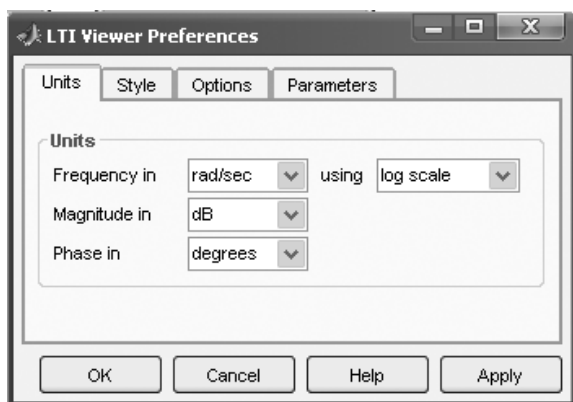 LTI Viewer Preferences
Units Style Options Parameters
Units
Frequency in rad/sec using log scale
Magnitude in dB
Phase in degrees
OK Cancel Help Apply